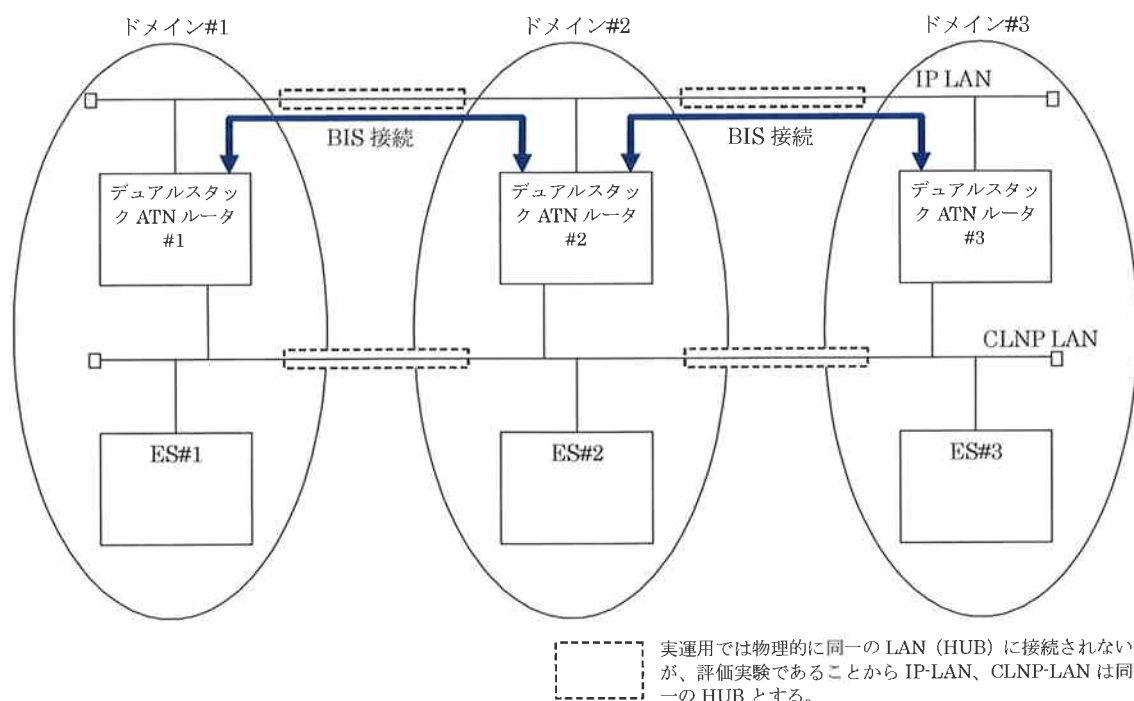 ドメイン#1
ドメイン#2
ドメイン#3
IP LAN
BIS 接続
BIS 接続
デュアルスタッ
ク ATN ルータ
#1
デュアルスタッ
ク ATN ルータ
#2
デュアルスタッ
ク ATN ルータ
#3
CLNP LAN
ES#1
ES#2
ES#3
実運用では物理的に同一の LAN（HUB）に接続されない
が、評価実験であることから IP-LAN、CLNP-LAN は同
一の HUB とする。